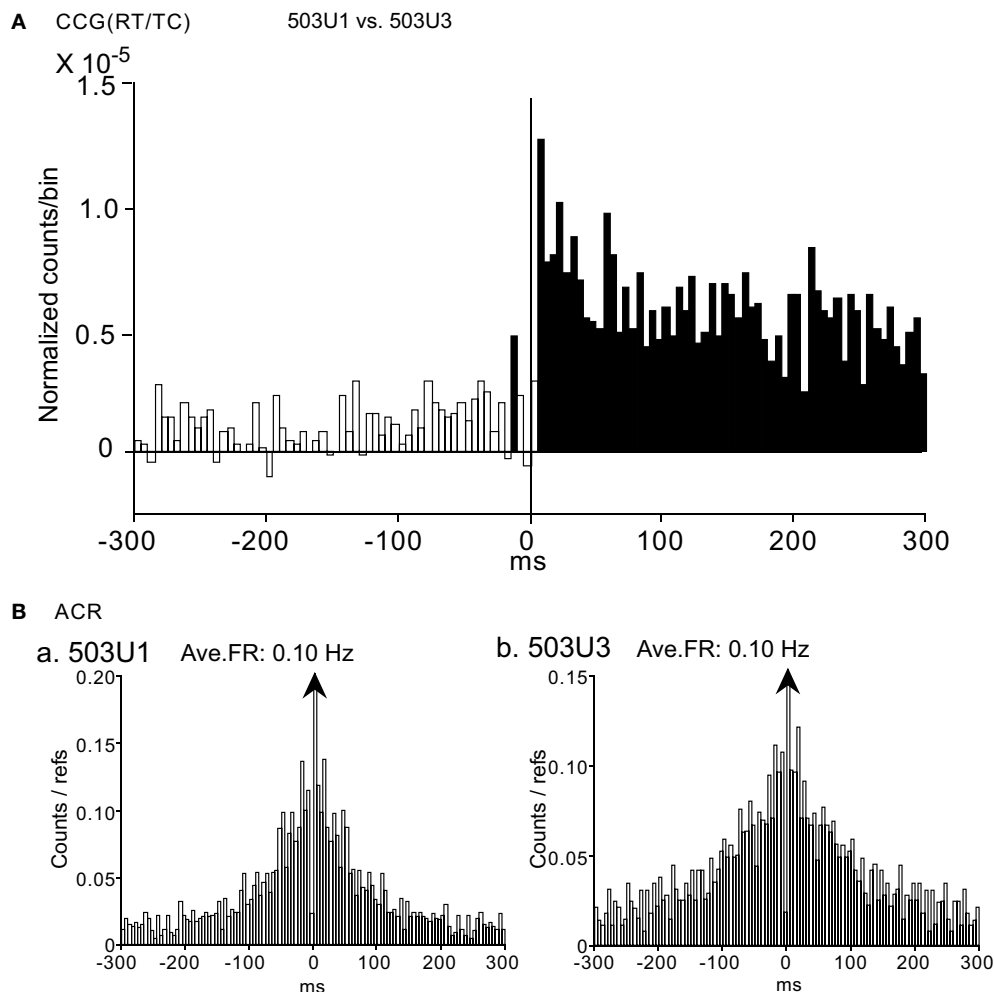 A CCG(RT/TC) 503U1 vs. 503U3
X 10-5
1.5
1.0
0.5
0
Normalized counts/bin
-300 -200 -100 0 100 200 300
ms
B ACR
a. 503U1 Ave.FR: 0.10 Hz
0.20
0.15
0.10
0.05
0
Counts / refs
-300 -200 -100 0 100 200 300
ms
b. 503U3 Ave.FR: 0.10 Hz
0.15
0.10
0.05
0
Counts / refs
-300 -200 -100 0 100 200 300
ms